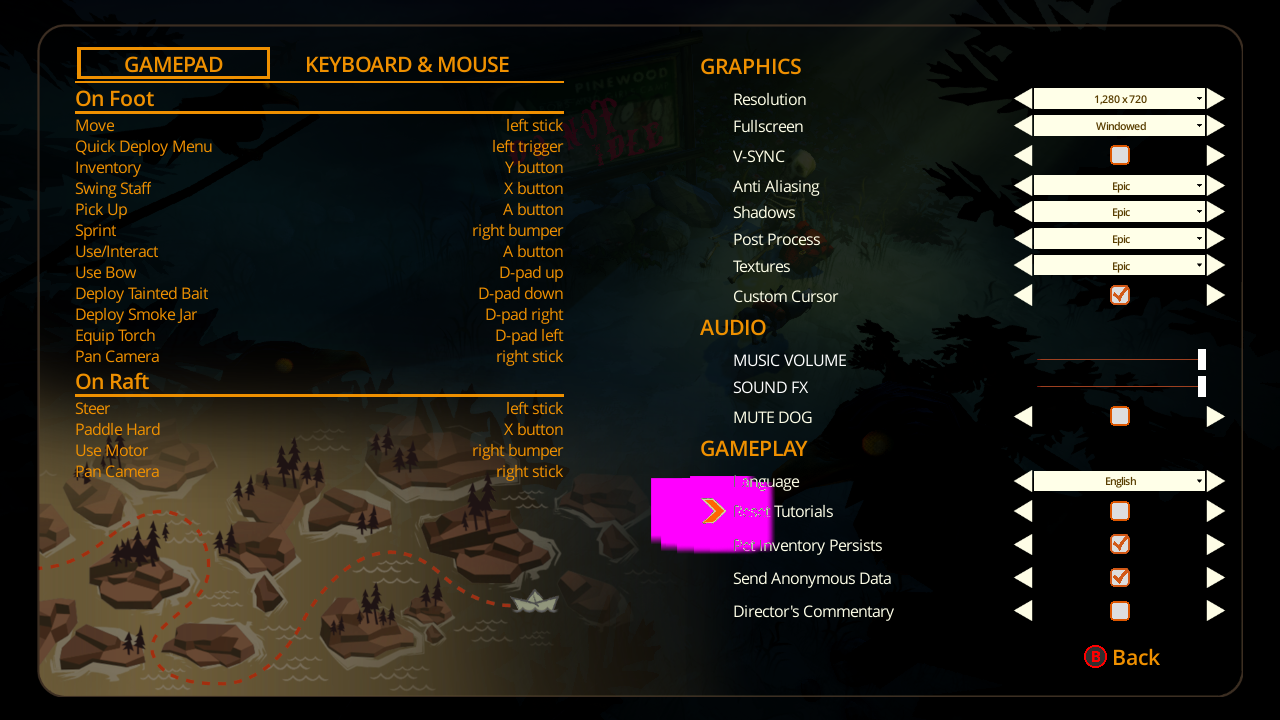 GAMEPAD
KEYBOARD & MOUSE
On Foot
Move left stick
Quick Deploy Menu left trigger
Inventory Y button
Swing Staff X button
Pick Up A button
Sprint right bumper
Use/Interact A button
Use Bow D-pad up
Deploy Tainted Bait D-pad down
Deploy Smoke Jar D-pad right
Equip Torch D-pad left
Pan Camera right stick
On Raft
Steer left stick
Paddle Hard X button
Use Motor right bumper
Pan Camera right stick
PINEWOOD
GRAPHICS
Resolution 1,280 x 720
Fullscreen Windowed
V-SYNC
Anti Aliasing Epic
Shadows Epic
Post Process Epic
Textures Epic
Custom Cursor
AUDIO
MUSIC VOLUME
SOUND FX
MUTE DOG
GAMEPLAY
Language English
Reset Tutorials
Pet Inventory Persists
Send Anonymous Data
Director's Commentary
B Back